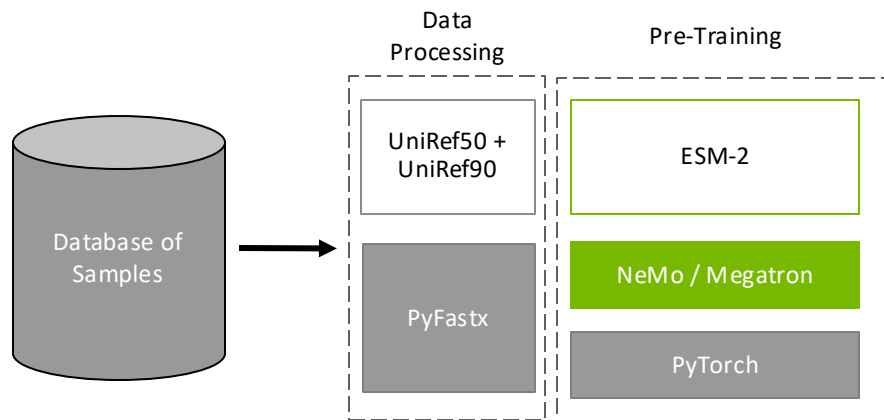 Data
Processing
Pre-Training
UniRef50 +
UniRef90
ESM-2
Database of
Samples
NeMo / Megatron
PyFastx
PyTorch